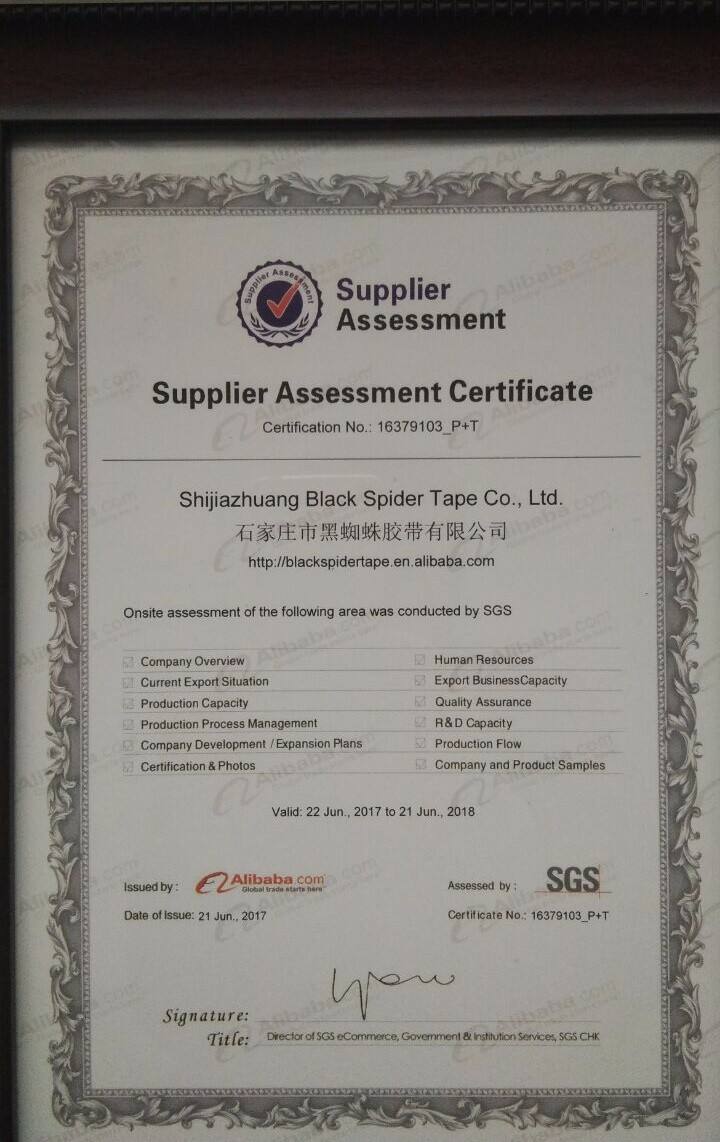 Supplier Assessment
Supplier
Assessment
Supplier Assessment Certificate
Certification No.: 16379103_P+T
Shijiazhuang Black Spider Tape Co., Ltd.
石家庄市黑蜘蛛胶带有限公司
http://blackspidertape.en.alibaba.com
Onsite assessment of the following area was conducted by SGS
Company Overview
Human Resources
Current Export Situation
Export BusinessCapacity
Production Capacity
Quality Assurance
Production Process Management
R&D Capacity
Company Development / Expansion Plans
Production Flow
Certification & Photos
Company and Product Samples
Valid: 22 Jun., 2017 to 21 Jun., 2018
Issued by : Alibaba.com
Global trade starts here
Assessed by : SGS
Date of Issue: 21 Jun., 2017
Certificate No.: 16379103_P+T
Signature:
Title: Director of SGS eCommerce, Government & Institution Services, SGS CHK